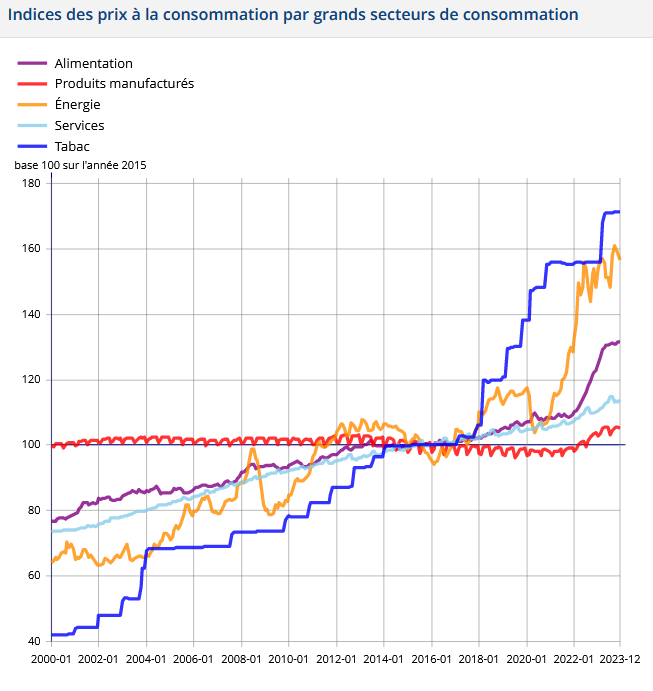 Indices des prix à la consommation par grands secteurs de consommation
Alimentation
Produits manufacturés
Énergie
Services
Tabac
base 100 sur l'année 2015
180
160
140
120
100
80
60
40
2000-01 2002-01 2004-01 2006-01 2008-01 2010-01 2012-01 2014-01 2016-01 2018-01 2020-01 2022-01 2023-12